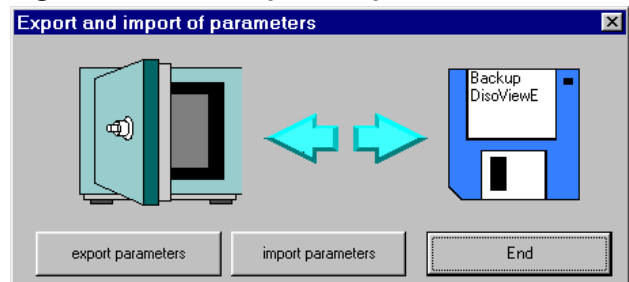 Export and import of parameters
Backup
DisoViewE
export parameters
import parameters
End